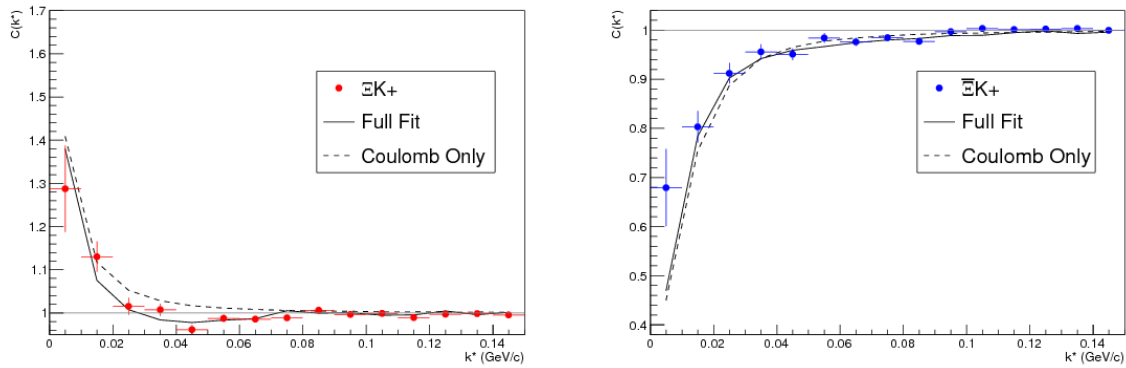 C(k*)
1.7
1.6
1.5
1.4
1.3
1.2
1.1
1
ΞK+
Full Fit
Coulomb Only
0 0.02 0.04 0.06 0.08 0.1 0.12 0.14
k* (GeV/c)
C(k*)
1
0.9
0.8
0.7
0.6
0.5
0.4
Ξ̅K+
Full Fit
Coulomb Only
0 0.02 0.04 0.06 0.08 0.1 0.12 0.14
k* (GeV/c)